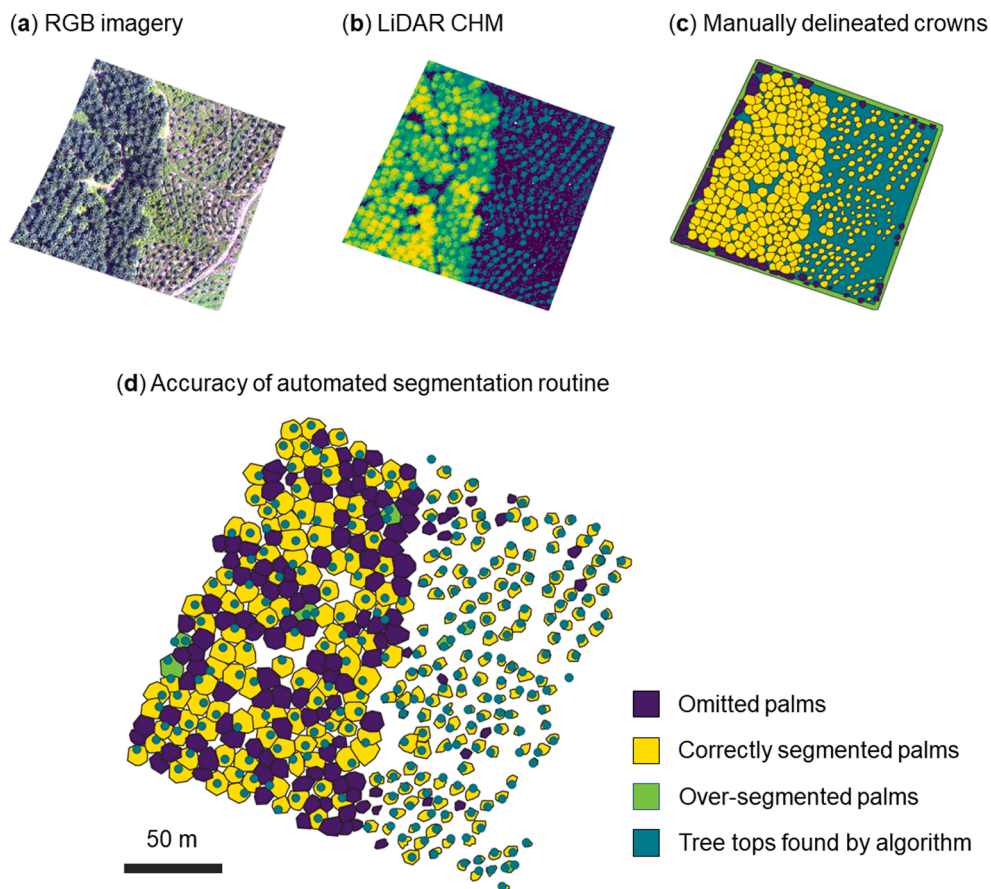 (a) RGB imagery
(b) LiDAR CHM
(c) Manually delineated crowns
(d) Accuracy of automated segmentation routine
Omitted palms
Correctly segmented palms
Over-segmented palms
Tree tops found by algorithm
50 m